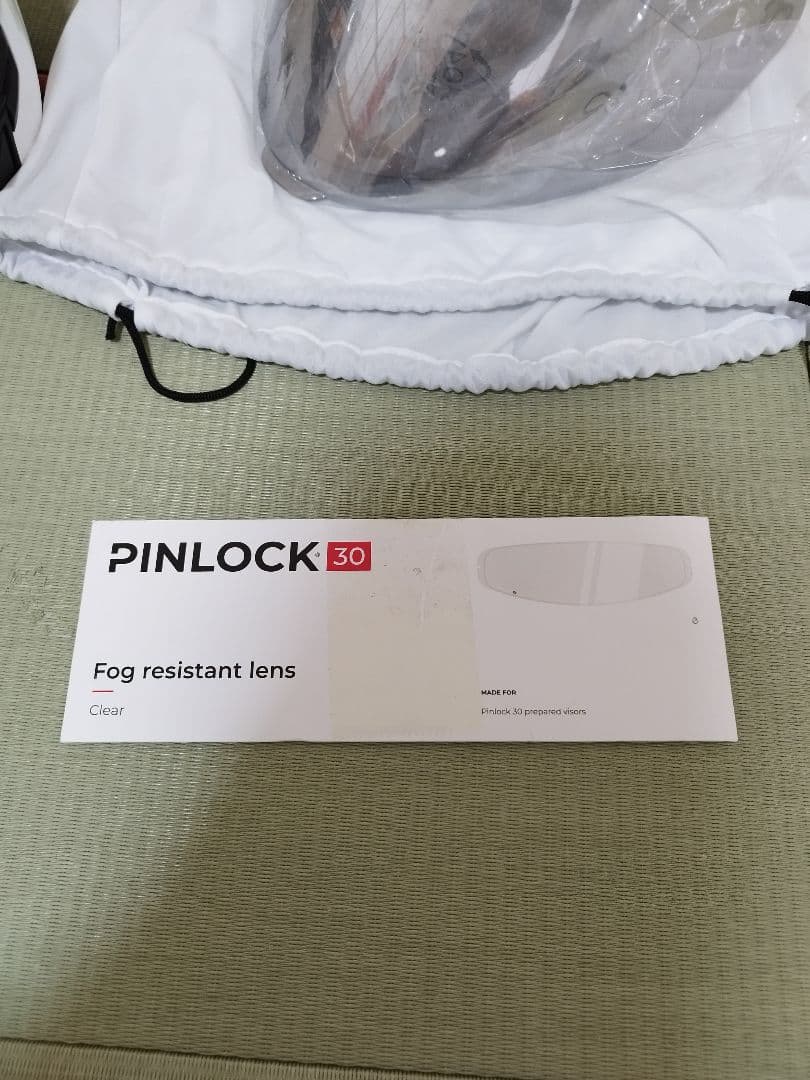 PINLOCK 30
Fog resistant lens
Clear
MADE FOR
Pinlock 30 prepared visors